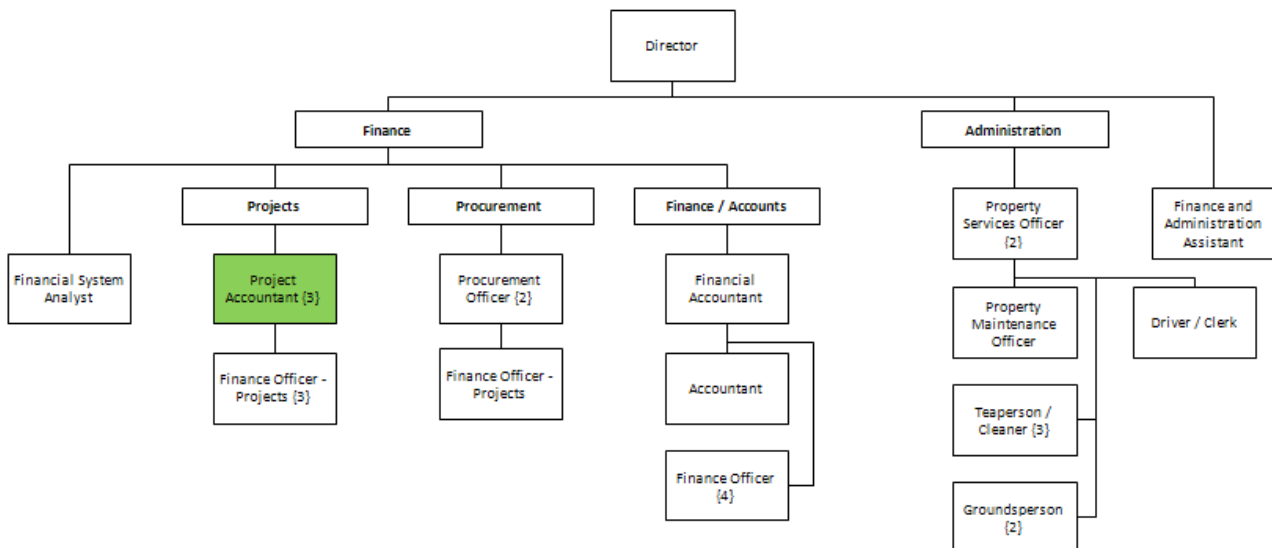 Director
Finance
Administration
Projects
Procurement
Finance / Accounts
Property
Services Officer
{2}
Finance and
Administration
Assistant
Financial System
Analyst
Project
Accountant {3}
Procurement
Officer {2}
Financial
Accountant
Property
Maintenance
Officer
Driver / Clerk
Finance Officer -
Projects {3}
Finance Officer -
Projects
Accountant
Teaperson /
Cleaner {3}
Finance Officer
{4}
Groundsperson
{2}